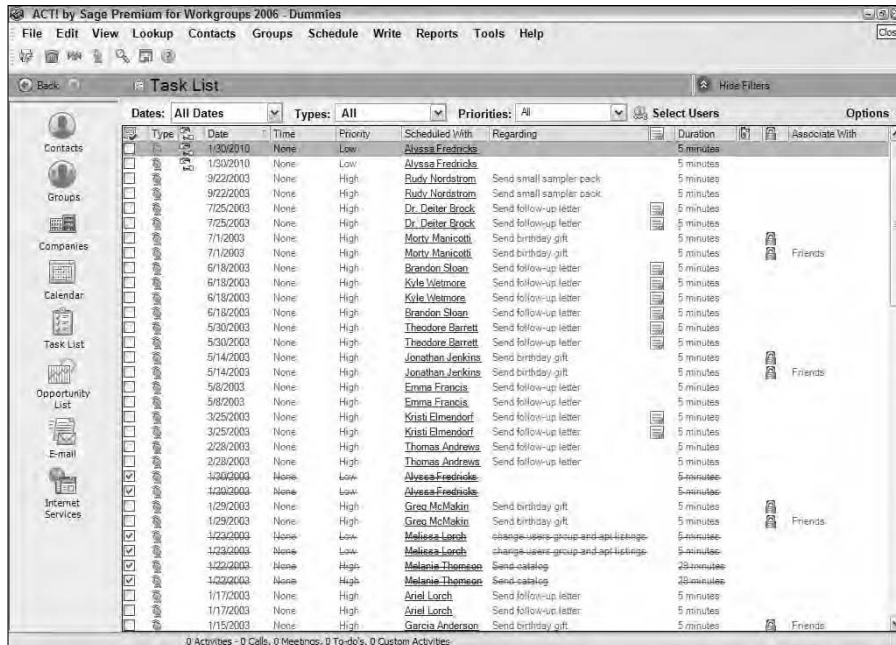 ACT! by Sage Premium for Workgroups 2006 - Dummies
File Edit View Lookup Contacts Groups Schedule Write Reports Tools Help
Clos
Back Task List Hide Filters
Dates: All Dates Types: All Priorities: All Select Users Options
Type Date Time Priority Scheduled With Regarding Duration Associate With
1/30/2010 None Low Alyssa Fredricks 5 minutes
1/30/2010 None Low Alyssa Fredricks 5 minutes
9/22/2003 None High Rudy Nordstrom Send small sampler pack 5 minutes
9/22/2003 None High Rudy Nordstrom Send small sampler pack 5 minutes
7/25/2003 None High Dr. Deiter Brock Send follow-up letter 5 minutes
7/25/2003 None High Dr. Deiter Brock Send follow-up letter 5 minutes
7/1/2003 None High Morty Manicotti Send birthday gift 5 minutes
7/1/2003 None High Morty Manicotti Send birthday gift 5 minutes Friends
6/18/2003 None High Brandon Sloan Send follow-up letter 5 minutes
6/18/2003 None High Kyle Wetmore Send follow-up letter 5 minutes
6/18/2003 None High Kyle Wetmore Send follow-up letter 5 minutes
6/18/2003 None High Brandon Sloan Send follow-up letter 5 minutes
5/30/2003 None High Theodore Barrett Send follow-up letter 5 minutes
5/30/2003 None High Theodore Barrett Send follow-up letter 5 minutes
5/14/2003 None High Jonathan Jenkins Send birthday gift 5 minutes
5/14/2003 None High Jonathan Jenkins Send birthday gift 5 minutes Friends
5/8/2003 None High Emma Francis Send follow-up letter 5 minutes
5/8/2003 None High Emma Francis Send follow-up letter 5 minutes
3/25/2003 None High Kristi Elmendorf Send follow-up letter 5 minutes
3/25/2003 None High Kristi Elmendorf Send follow-up letter 5 minutes
2/28/2003 None High Thomas Andrews Send follow-up letter 5 minutes
2/28/2003 None High Thomas Andrews Send follow-up letter 5 minutes
1/30/2003 None Low Alyssa Fredricks 5 minutes
1/30/2003 None Low Alyssa Fredricks 5 minutes
1/29/2003 None High Greg McMakin Send birthday gift 5 minutes
1/29/2003 None High Greg McMakin Send birthday gift 5 minutes Friends
1/23/2003 None Low Melissa Lorch change users group and apt listings 5 minutes
1/23/2003 None Low Melissa Lorch change users group and apt listings 5 minutes
1/22/2003 None High Melanie Thomson Send catalog 28 minutes
1/22/2003 None High Melanie Thomson Send catalog 28 minutes
1/17/2003 None High Ariel Lorch Send follow-up letter 5 minutes
1/17/2003 None High Ariel Lorch Send follow-up letter 5 minutes
1/15/2003 None High Garcia Anderson Send birthday gift 5 minutes Friends
Contacts
Groups
Companies
Calendar
Task List
Opportunity
List
E-mail
Internet
Services
0 Activities - 0 Calls, 0 Meetings, 0 To-do's, 0 Custom Activities